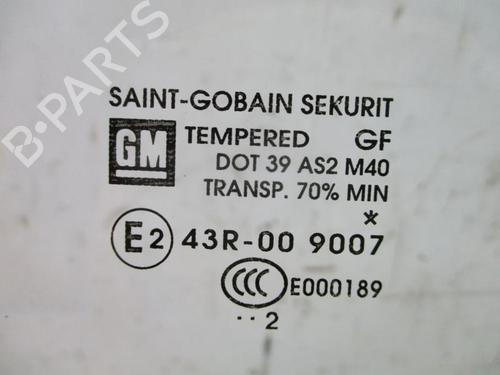 SAINT-GOBAIN SEKURIT
GM TEMPERED GF
DOT 39 AS2 M40
TRANSP. 70% MIN
*
E2 43R-00 9007
CCC E000189
··2